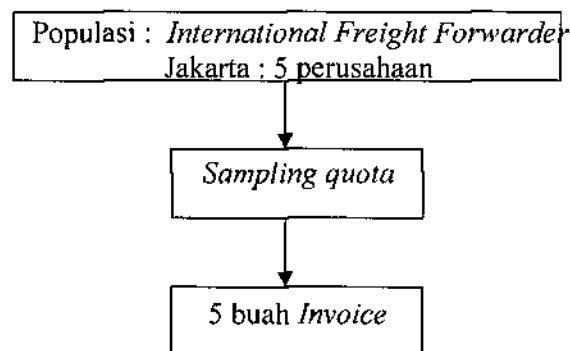 Populasi : International Freight Forwarder
Jakarta : 5 perusahaan
Sampling quota
5 buah Invoice